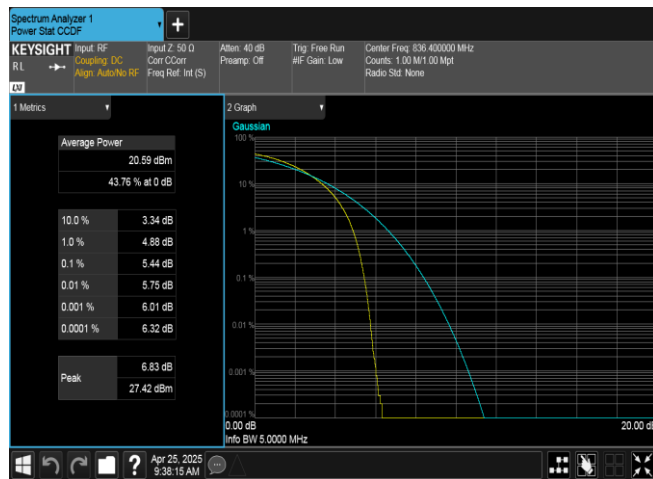 Spectrum Analyzer 1
Power Stat CCDF
+
KEYSIGHT
RL
LXI
Input: RF
Coupling: DC
Align: Auto/No RF
Input Z: 50 Ω
Corr CCorr
Freq Ref: Int (S)
Atten: 40 dB
Preamp: Off
Trig: Free Run
#IF Gain: Low
Center Freq: 836.400000 MHz
Counts: 1.00 M/1.00 Mpt
Radio Std: None
1 Metrics
Average Power
20.59 dBm
43.76 % at 0 dB
10.0 % 3.34 dB
1.0 % 4.88 dB
0.1 % 5.44 dB
0.01 % 5.75 dB
0.001 % 6.01 dB
0.0001 % 6.32 dB
Peak
6.83 dB
27.42 dBm
2 Graph
Gaussian
100 %
10 %
1 %
0.1 %
0.01 %
0.001 %
0.0001 %
0.00 dB
20.00 dB
Info BW 5.0000 MHz
?
Apr 25, 2025
9:38:15 AM